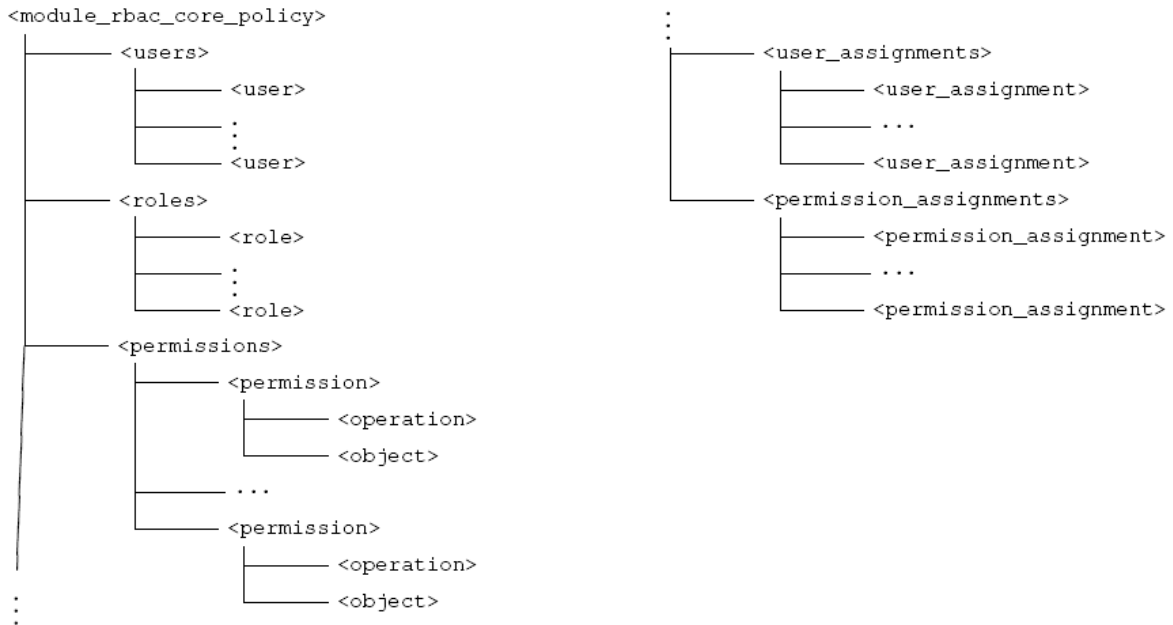 <module_rbac_core_policy>
<users>
<user>
⋮
<user>
<roles>
<role>
⋮
<role>
<permissions>
<permission>
<operation>
<object>
...
<permission>
<operation>
<object>
⋮
⋮
<user_assignments>
<user_assignment>
...
<user_assignment>
<permission_assignments>
<permission_assignment>
...
<permission_assignment>